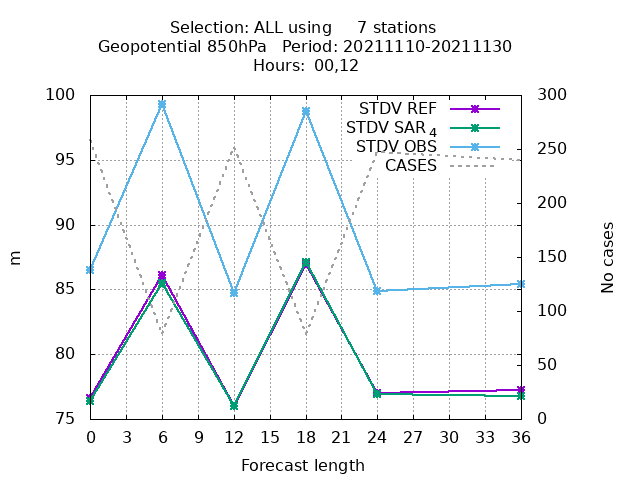 Selection: ALL using     7 stations
Geopotential 850hPa   Period: 20211110-20211130
Hours:  00,12
STDV REF
STDV SAR4
STDV OBS
CASES
100
95
90
85
80
75
m
300
250
200
150
100
50
0
No cases
0 3 6 9 12 15 18 21 24 27 30 33 36
Forecast length